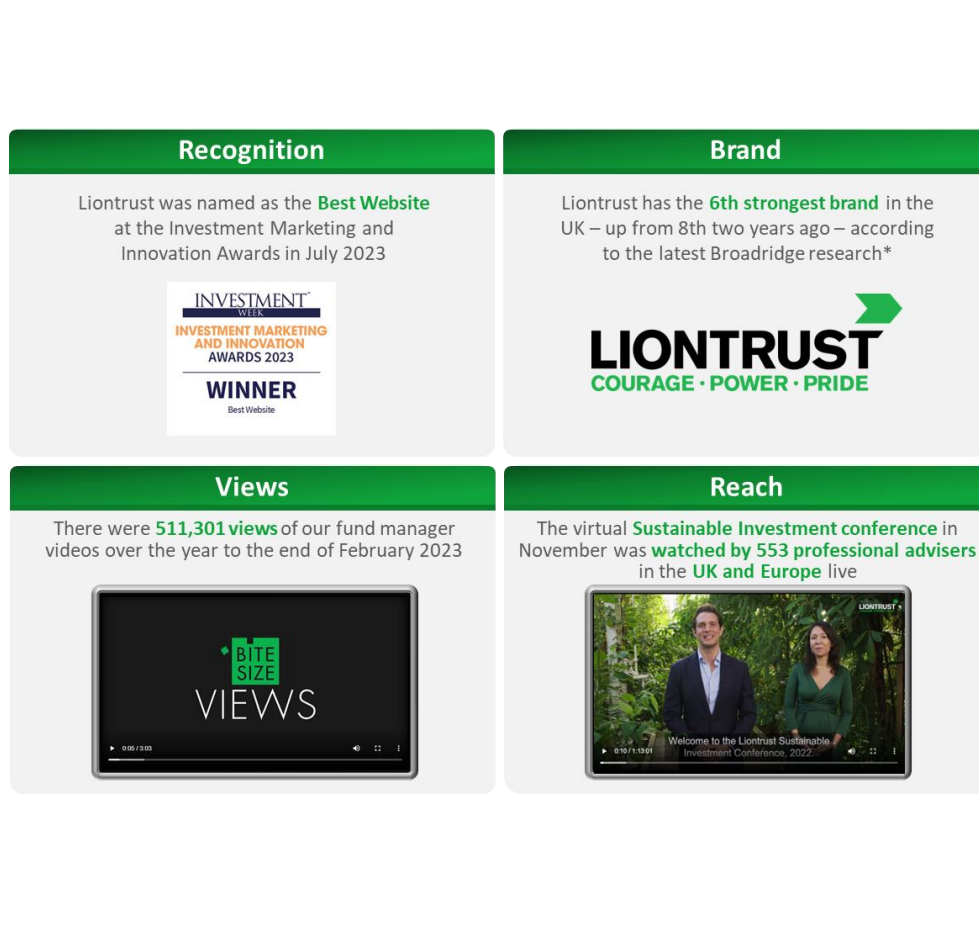 Recognition
Liontrust was named as the Best Website
at the Investment Marketing and
Innovation Awards in July 2023
INVESTMENT™
WEEK
INVESTMENT MARKETING
AND INNOVATION
AWARDS 2023
WINNER
Best Website
Brand
Liontrust has the 6th strongest brand in the
UK – up from 8th two years ago – according
to the latest Broadridge research*
LIONTRUST
COURAGE · POWER · PRIDE
Views
There were 511,301 views of our fund manager
videos over the year to the end of February 2023
BITE
SIZE
VIEWS
0:05 / 3:03
Reach
The virtual Sustainable Investment conference in
November was watched by 553 professional advisers
in the UK and Europe live
LIONTRUST
Welcome to the Liontrust Sustainable
Investment Conference, 2022.
0:10 / 1:13:01